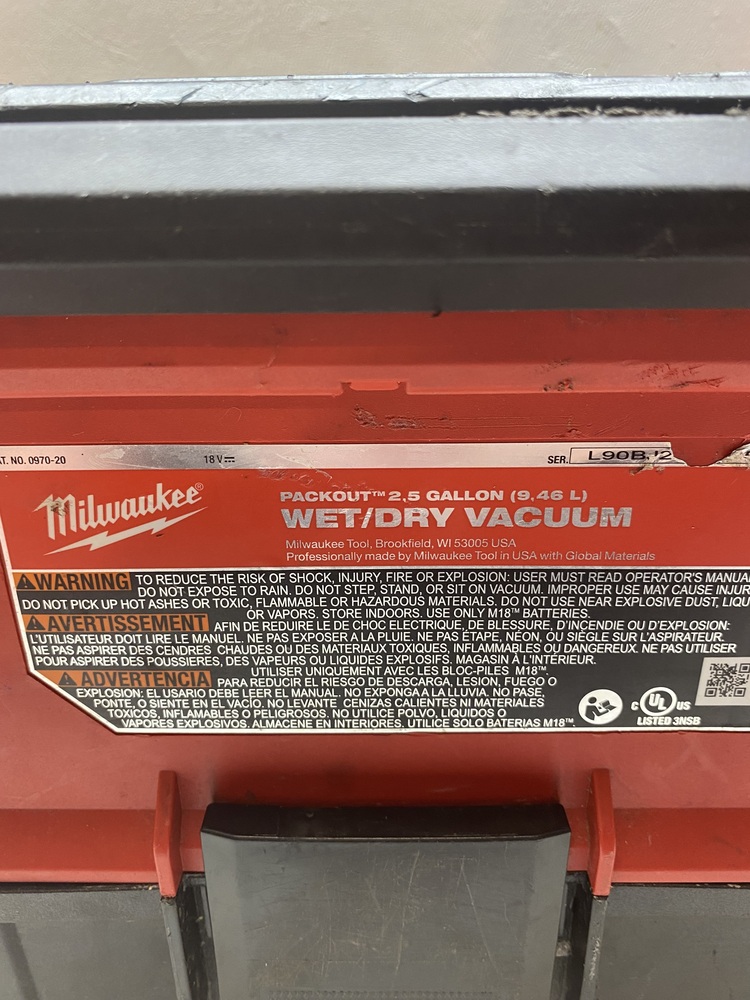 T. NO. 0970-20 18 V SER. L90B
Milwaukee®
PACKOUT™ 2.5 GALLON (9.46 L)
WET/DRY VACUUM
Milwaukee Tool, Brookfield, WI 53005 USA
Professionally made by Milwaukee Tool in USA with Global Materials
WARNING TO REDUCE THE RISK OF SHOCK, INJURY, FIRE OR EXPLOSION: USER MUST READ OPERATOR'S MANUA
DO NOT EXPOSE TO RAIN. DO NOT STEP, STAND, OR SIT ON VACUUM. IMPROPER USE MAY CAUSE INJUR
DO NOT PICK UP HOT ASHES OR TOXIC, FLAMMABLE OR HAZARDOUS MATERIALS. DO NOT USE NEAR EXPLOSIVE DUST, LIQU
OR VAPORS. STORE INDOORS. USE ONLY M18™ BATTERIES.
AVERTISSEMENT AFIN DE REDUIRE LE DE CHOC ELECTRIQUE, DE BLESSURE, D'INCENDIE OU D'EXPLOSION:
L'UTILISATEUR DOIT LIRE LE MANUEL. NE PAS EXPOSER A LA PLUIE. NE PAS ÉTAPE, NÉON, OU SIÈGLE SUR L'ASPIRATEUR.
NE PAS ASPIRER DES CENDRES CHAUDES OU DES MATERIAUX TOXIQUES, INFLAMMABLES OU DANGEREUX. NE PAS UTILISER
POUR ASPIRER DES POUSSIERES, DES VAPEURS OU LIQUIDES EXPLOSIFS. MAGASIN A L'INTÉRIEUR.
UTILISER UNIQUEMENT AVEC LES BLOC-PILES M18™
ADVERTENCIA PARA REDUCIR EL RIESGO DE DESCARGA, LESION, FUEGO O
EXPLOSION: EL USARIO DEBE LEER EL MANUAL. NO EXPONGA A LA LLUVIA. NO PASE,
PONTE, O SIENTE EN EL VACÍO. NO LEVANTE CENIZAS CALIENTES NI MATERIALES
TOXICOS, INFLAMABLES O PELIGROSOS. NO UTILICE POLVO, LIQUIDOS O
VAPORES EXPLOSIVOS. ALMACENE EN INTERIORES. UTILICE SOLO BATERIAS M18™.
C UL US
LISTED 3NSB